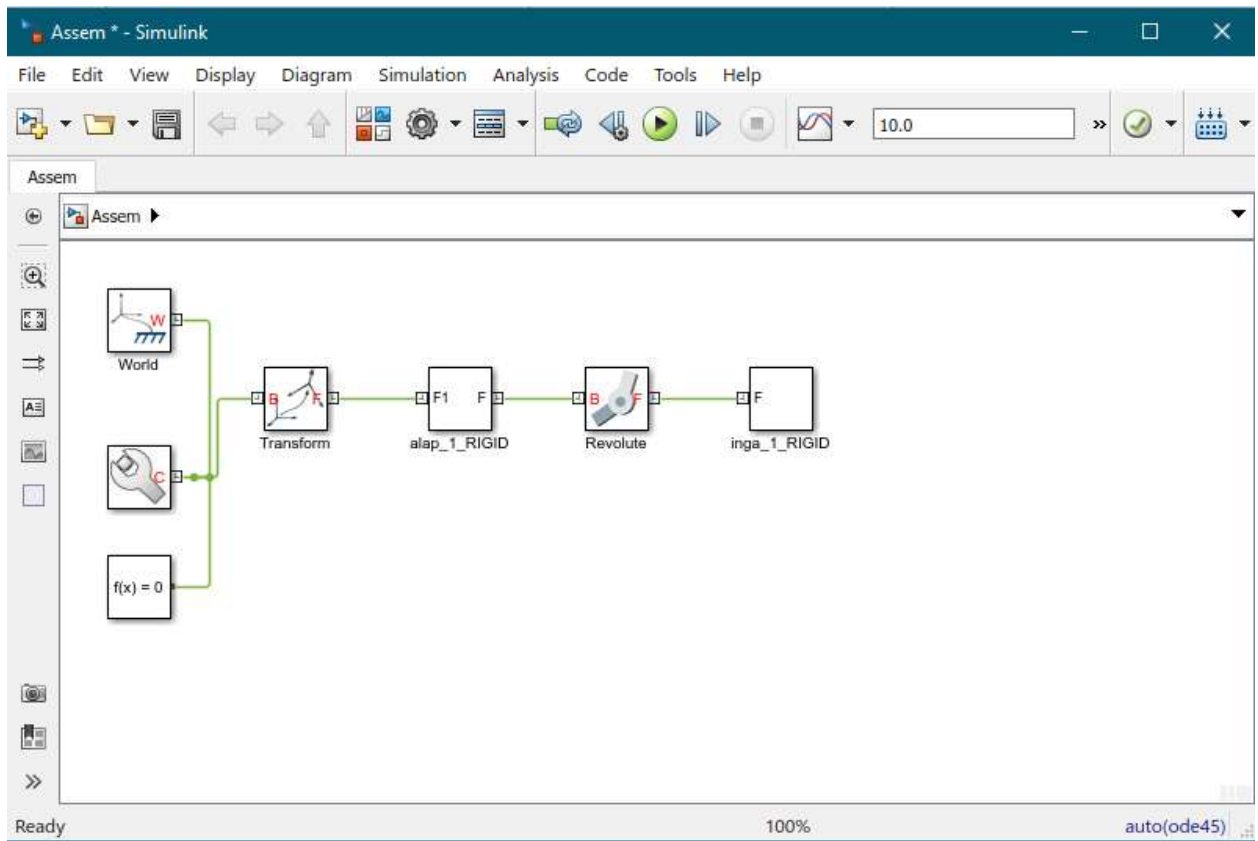 Assem * - Simulink
File Edit View Display Diagram Simulation Analysis Code Tools Help
10.0
Assem
Assem
W
World
B F
Transform
F1 F
alap_1_RIGID
B F
Revolute
F
inga_1_RIGID
C
f(x) = 0
Ready 100% auto(ode45)